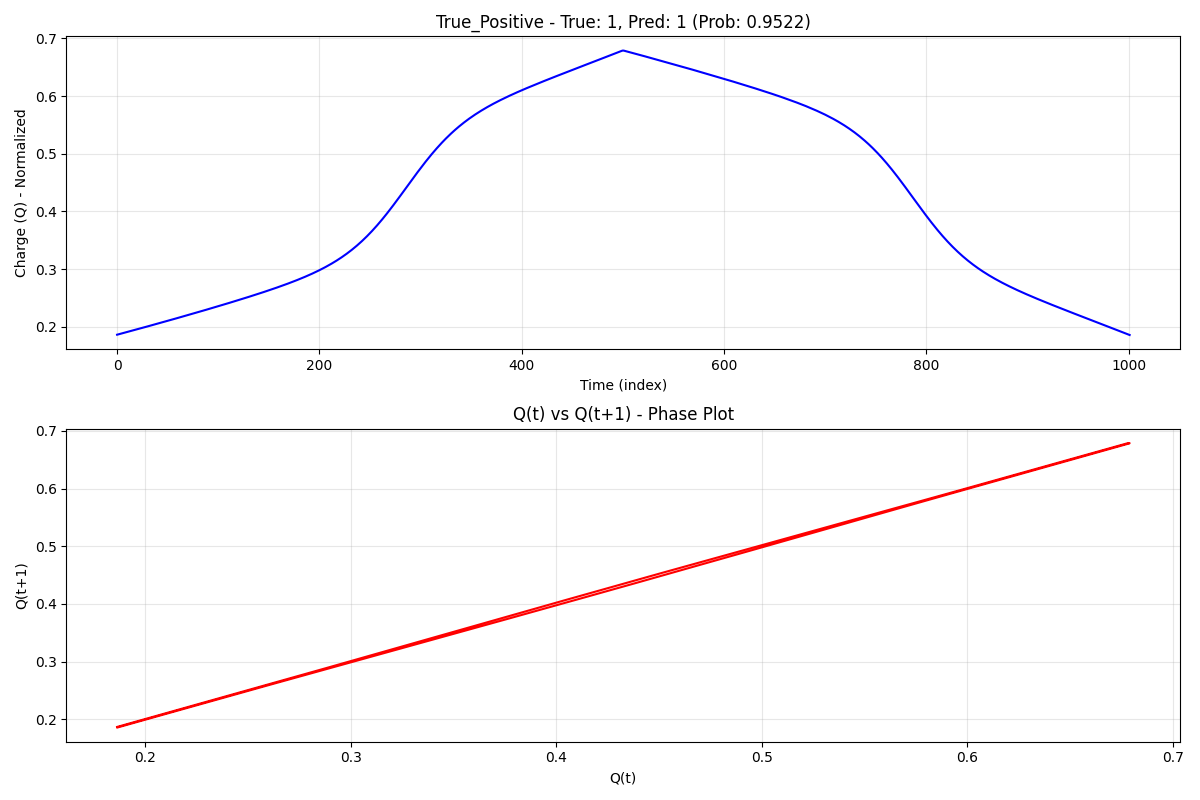 True_Positive - True: 1, Pred: 1 (Prob: 0.9522)
Charge (Q) - Normalized
0.7
0.6
0.5
0.4
0.3
0.2
0 200 400 600 800 1000
Time (index)
Q(t) vs Q(t+1) - Phase Plot
Q(t+1)
0.7
0.6
0.5
0.4
0.3
0.2
0.2 0.3 0.4 0.5 0.6 0.7
Q(t)